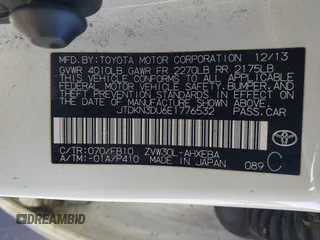 MFD.BY:TOYOTA MOTOR CORPORATION 12/13
GVWR 4010LB GAWR FR 2270LB RR 2175LB
THIS VEHICLE CONFORMS TO ALL APPLICABLE
FEDERAL MOTOR VEHICLE SAFETY, BUMPER, AND
THEFT PREVENTION STANDARDS IN EFFECT ON
THE DATE OF MANUFACTURE SHOWN ABOVE.
JTDKN3DU6E1776532 PASS.CAR
C/TR:070/FB10 ZVW30L-AHXEBA
A/TM:-01A/P410 MADE IN JAPAN 089 C
TOYOTA
DREAMBID